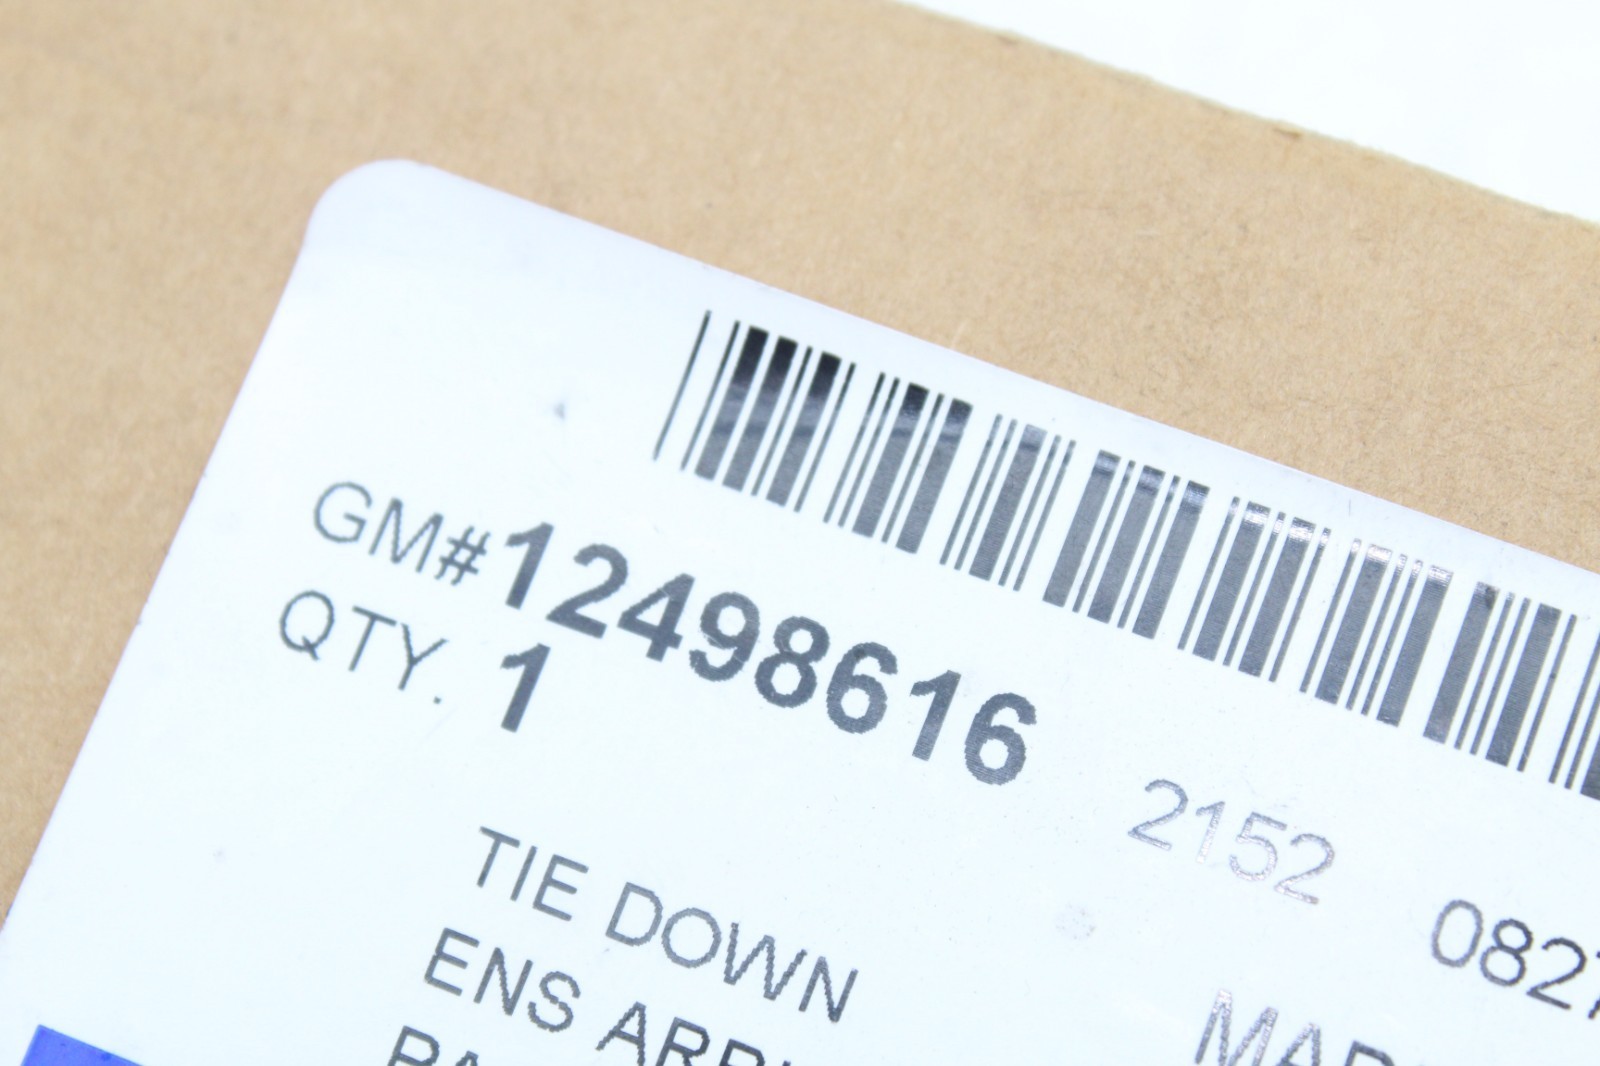 GM#12498616
QTY. 1
2152
TIE DOWN
ENS